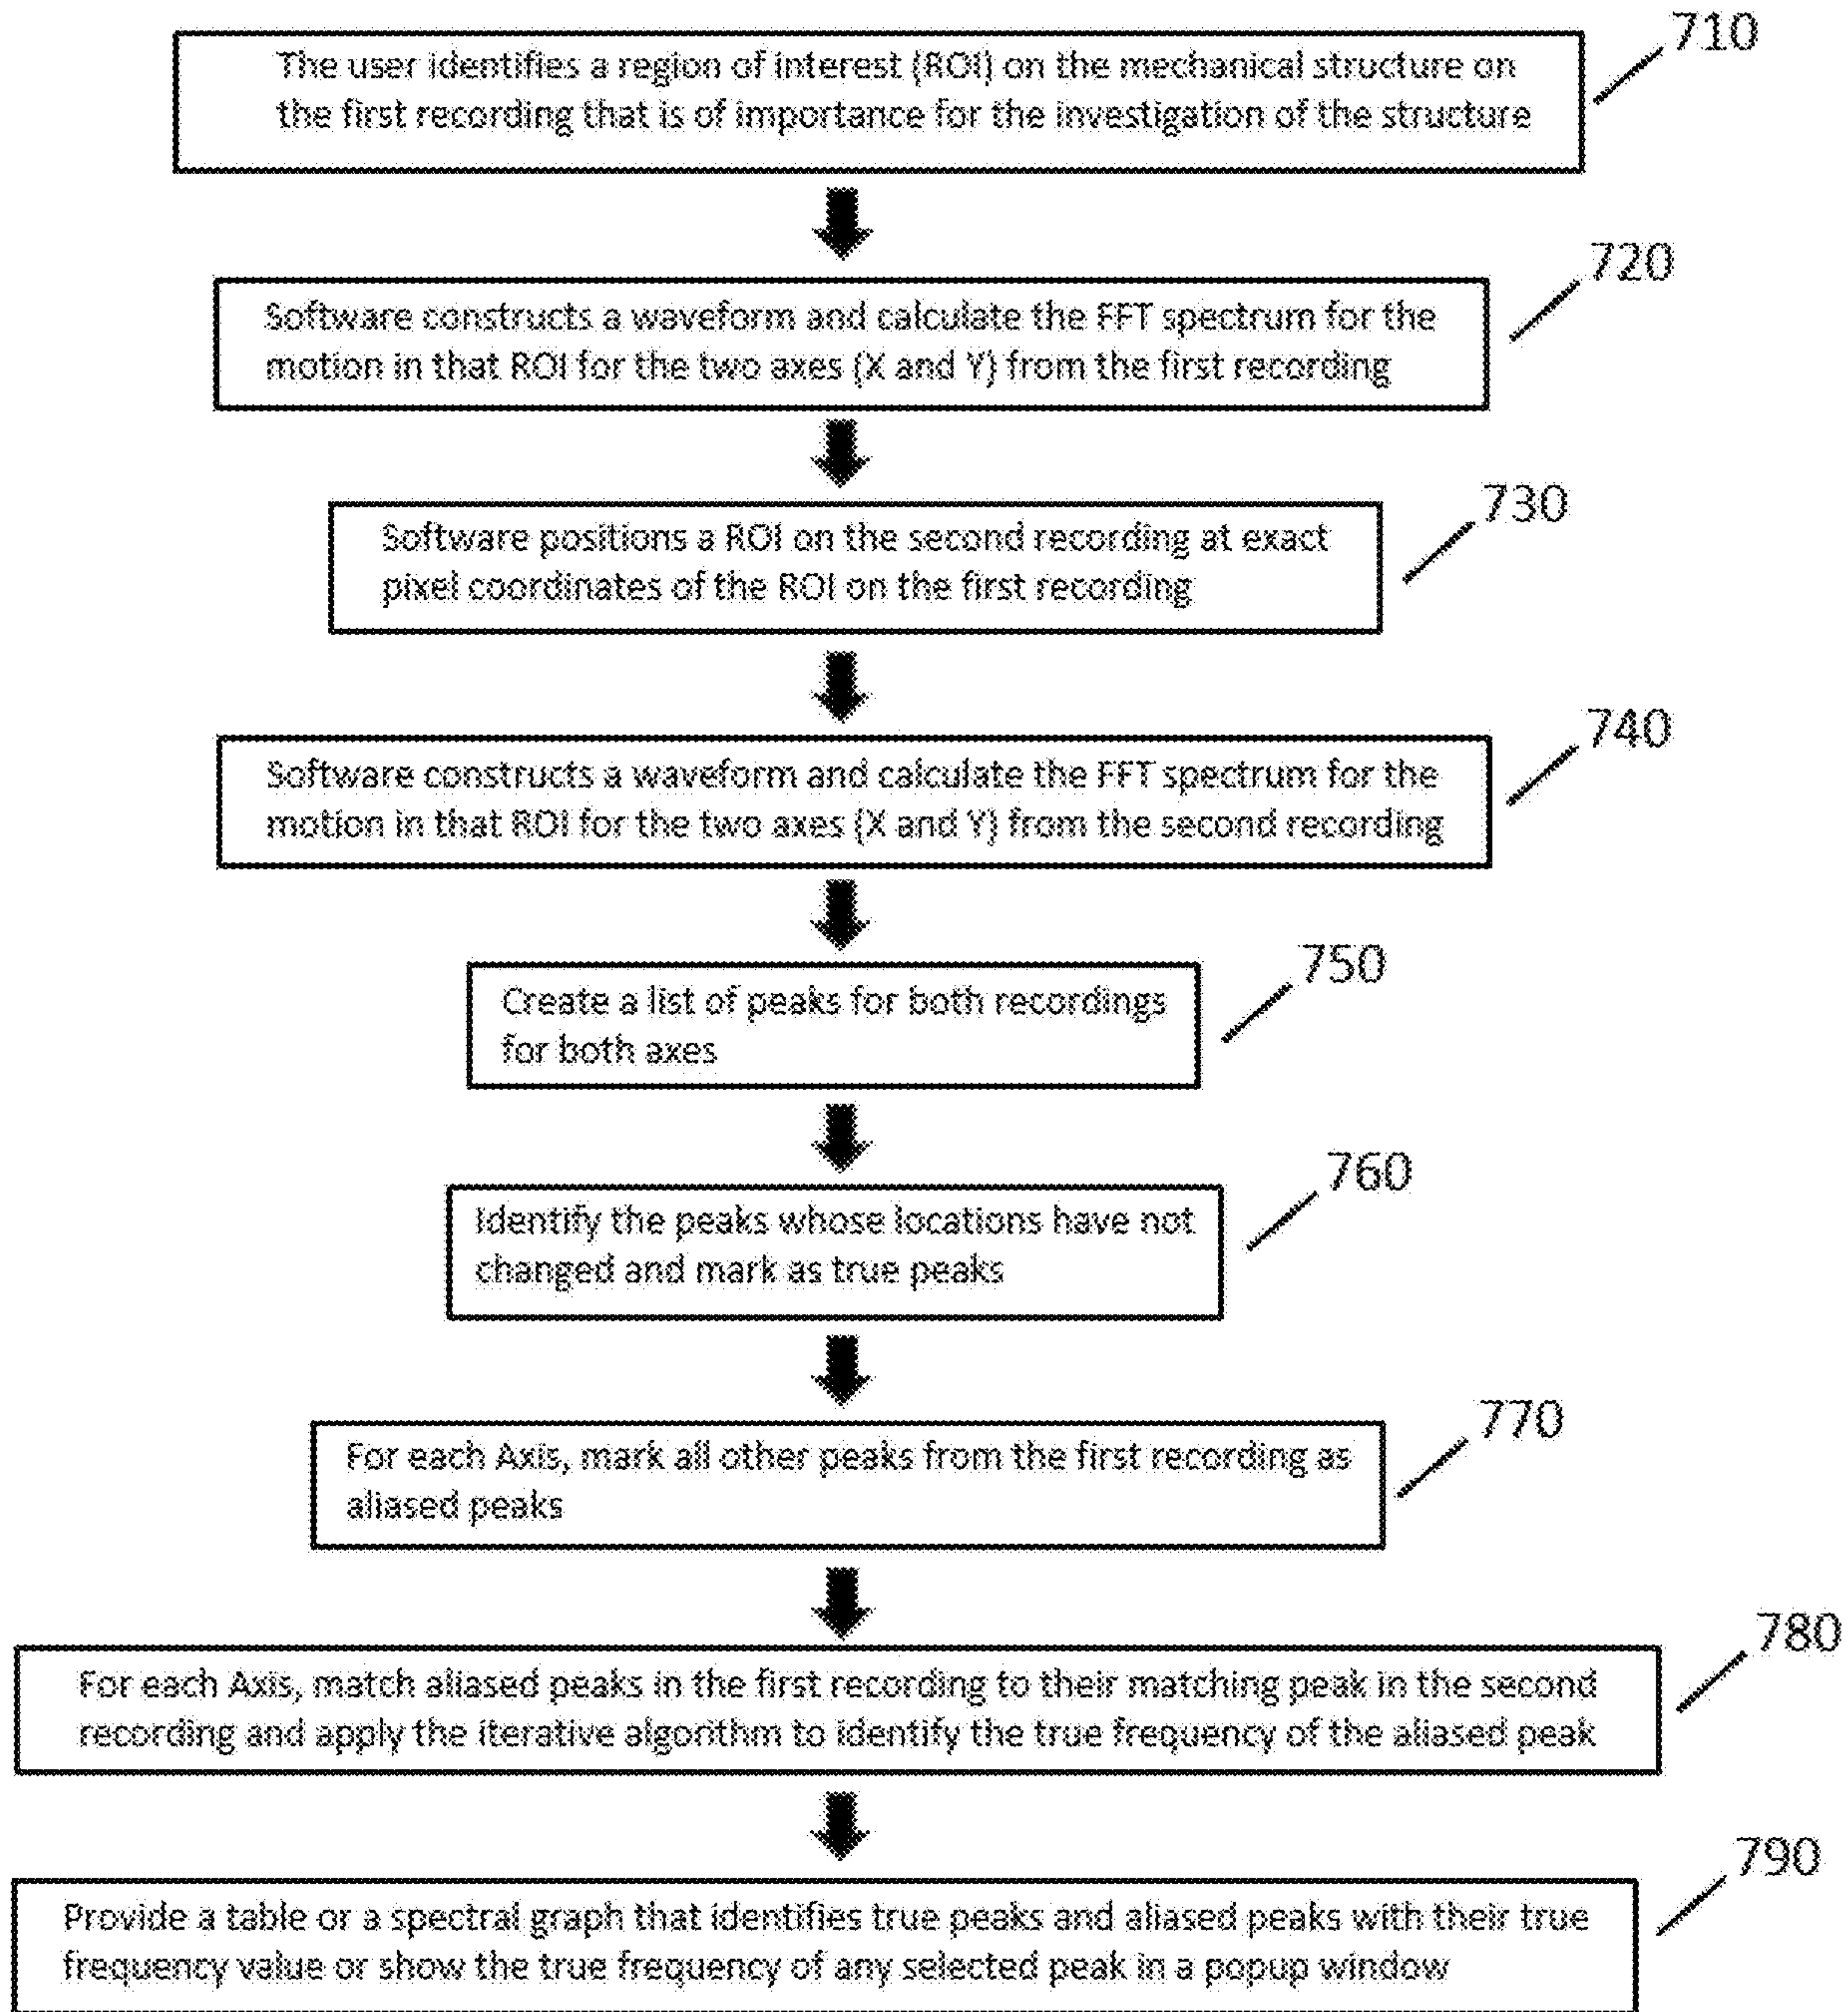 710
The user identifies a region of interest (ROI) on the mechanical structure on
the first recording that is of importance for the investigation of the structure
720
Software constructs a waveform and calculate the FFT spectrum for the
motion in that ROI for the two axes (X and Y) from the first recording
730
Software positions a ROI on the second recording at exact
pixel coordinates of the ROI on the first recording
740
Software constructs a waveform and calculate the FFT spectrum for the
motion in that ROI for the two axes (X and Y) from the second recording
750
Create a list of peaks for both recordings
for both axes
760
Identify the peaks whose locations have not
changed and mark as true peaks
770
For each Axis, mark all other peaks from the first recording as
aliased peaks
780
For each Axis, match aliased peaks in the first recording to their matching peak in the second
recording and apply the iterative algorithm to identify the true frequency of the aliased peak
790
Provide a table or a spectral graph that identifies true peaks and aliased peaks with their true
frequency value or show the true frequency of any selected peak in a popup window